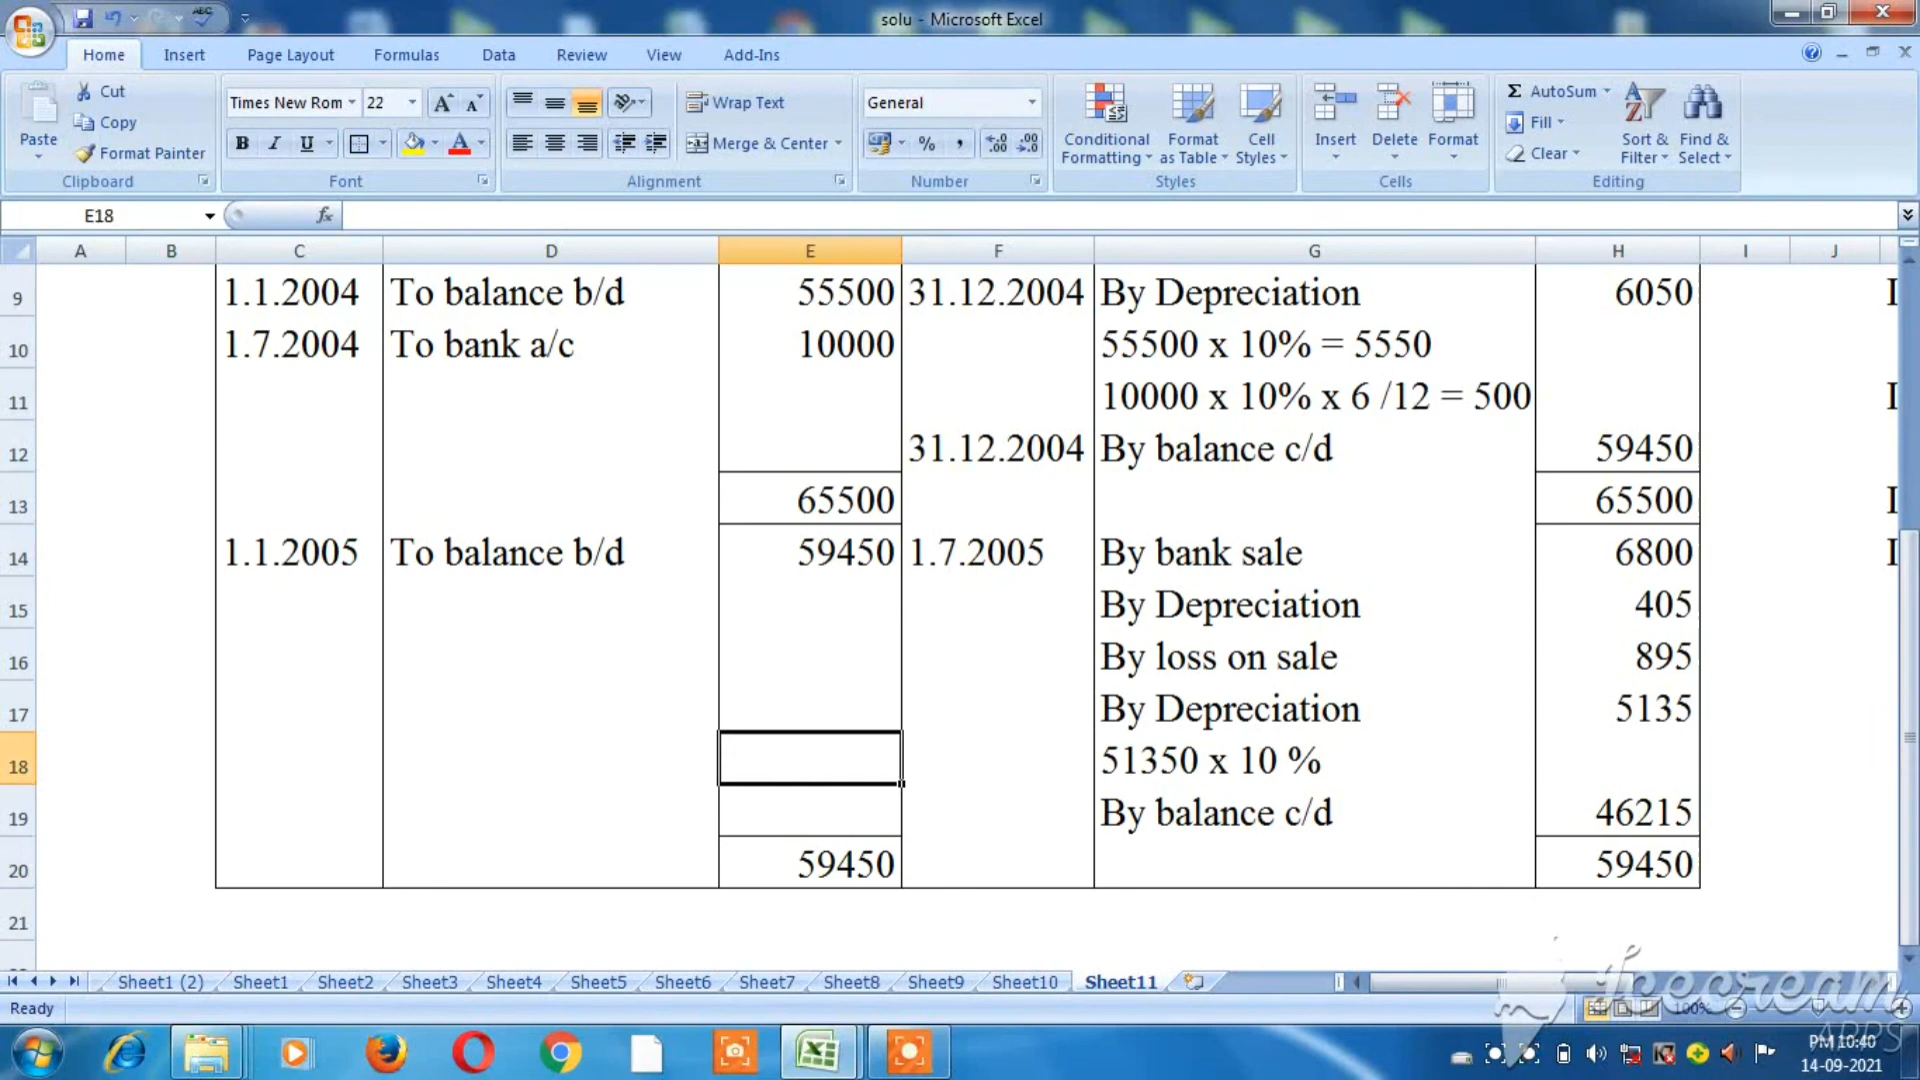 solu - Microsoft Excel
Home Insert Page Layout Formulas Data Review View Add-Ins
Cut
Copy
Format Painter
Paste
Clipboard
Times New Rom 22
B I U
Font
Wrap Text
Merge & Center
Alignment
General
Number
Conditional Formatting
Format as Table
Cell Styles
Styles
Insert Delete Format
Cells
AutoSum
Fill
Clear
Sort & Filter
Find & Select
Editing
E18 fx
A B C D E F G H I J
9 1.1.2004 To balance b/d 55500 31.12.2004 By Depreciation 6050
10 1.7.2004 To bank a/c 10000 55500 x 10% = 5550
11 10000 x 10% x 6 /12 = 500
12 31.12.2004 By balance c/d 59450
13 65500 65500
14 1.1.2005 To balance b/d 59450 1.7.2005 By bank sale 6800
15 By Depreciation 405
16 By loss on sale 895
17 By Depreciation 5135
18 51350 x 10 %
19 By balance c/d 46215
20 59450 59450
21
Sheet1 (2) Sheet1 Sheet2 Sheet3 Sheet4 Sheet5 Sheet6 Sheet7 Sheet8 Sheet9 Sheet10 Sheet11
Ready 100%
Icecream
APPS
PM 10:40
14-09-2021